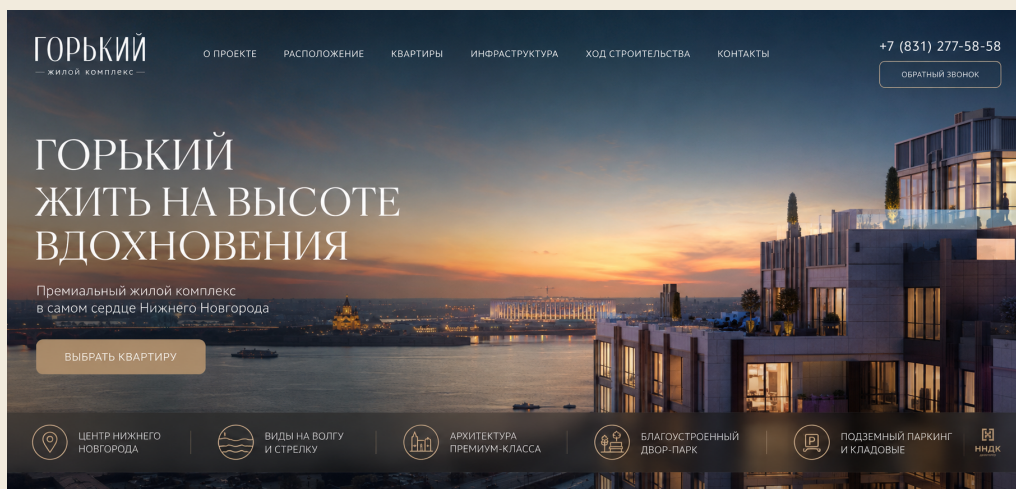 ГОРЬКИЙ
ЖИЛОЙ КОМПЛЕКС
О ПРОЕКТЕ
РАСПОЛОЖЕНИЕ
КВАРТИРЫ
ИНФРАСТРУКТУРА
ХОД СТРОИТЕЛЬСТВА
КОНТАКТЫ
+7 (831) 277-58-58
ОБРАТНЫЙ ЗВОНОК
ГОРЬКИЙ
ЖИТЬ НА ВЫСОТЕ
ВДОХНОВЕНИЯ
Премиальный жилой комплекс
в самом сердце Нижнего Новгорода
ВЫБРАТЬ КВАРТИРУ
ЦЕНТР НИЖНЕГО
НОВГОРОДА
ВИДЫ НА ВОЛГУ
И СТРЕЛКУ
АРХИТЕКТУРА
ПРЕМИУМ-КЛАССА
БЛАГОУСТРОЕННЫЙ
ДВОР-ПАРК
P
ПОДЗЕМНЫЙ ПАРКИНГ
И КЛАДОВЫЕ
ННДК